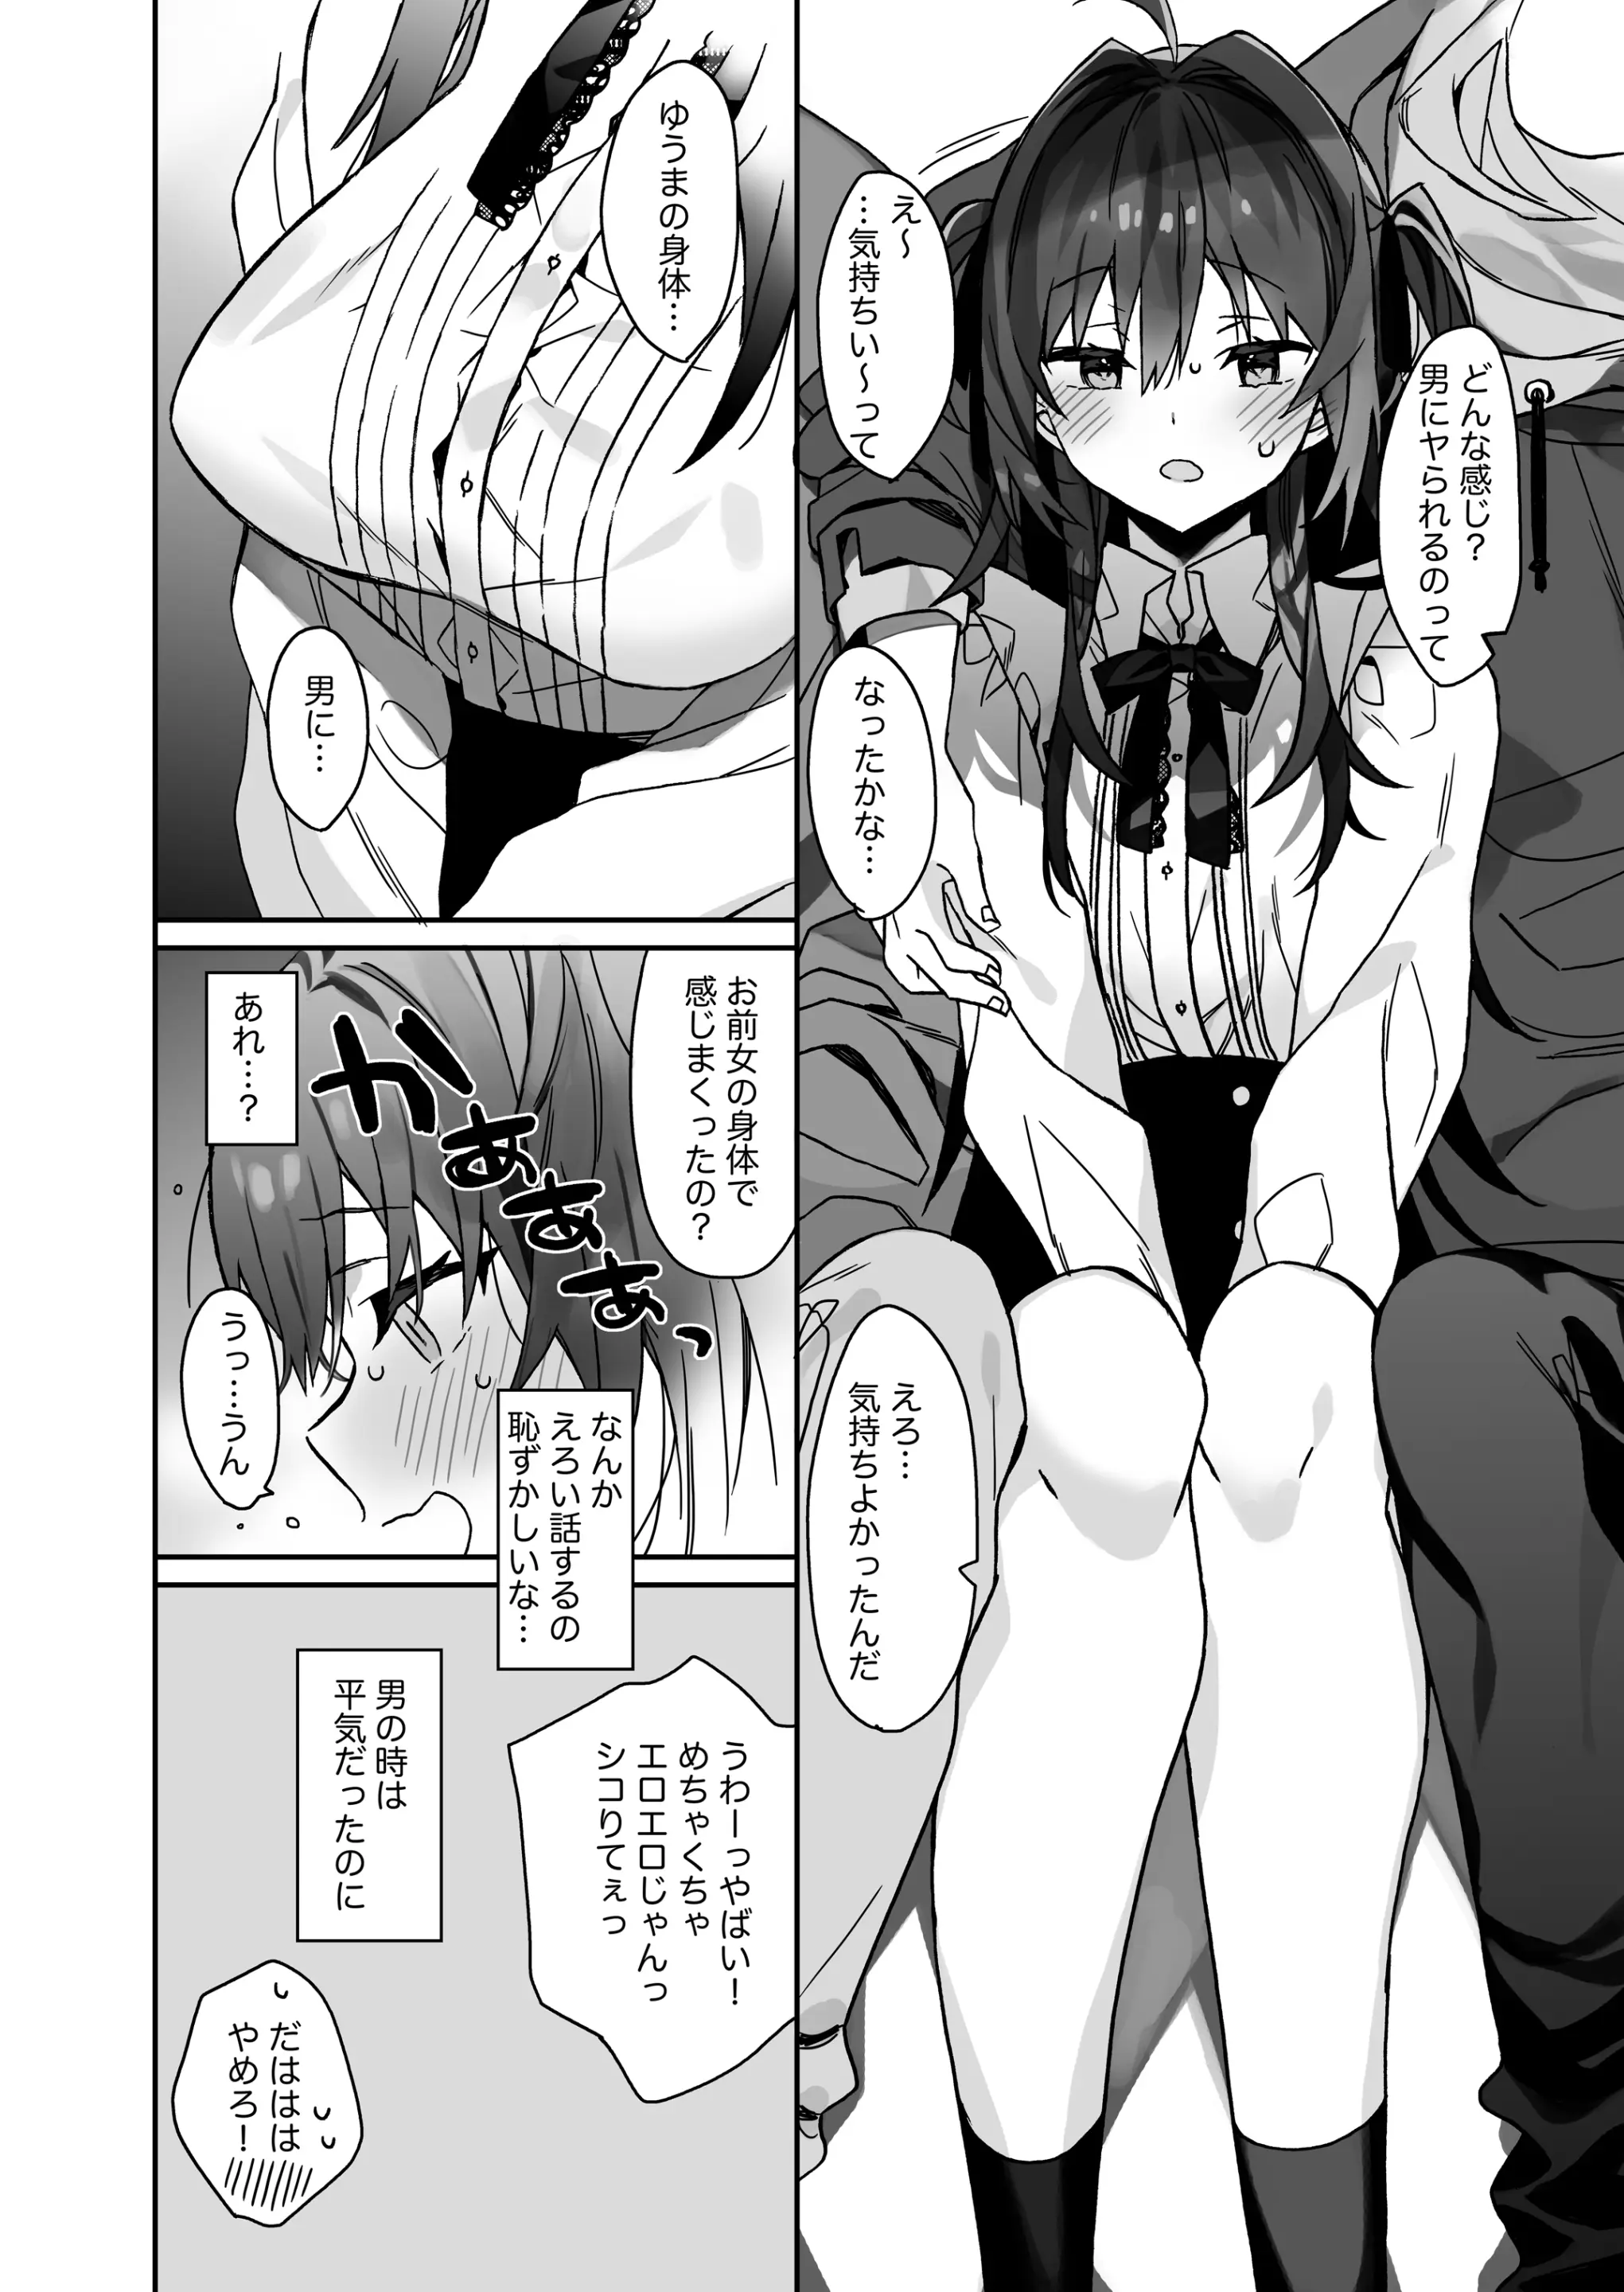 どんな感じ？
男にヤられるのって
え～
…気持ちい～って
なったかな…
えろ…
気持ちよかったんだ
ゆうまの身体…
男に…
お前女の身体で
感じまくったの？
かぁぁぁぁっ
あれ…？
うっ…うん
なんか
えろい話するの
恥ずかしいな…
うわーっやばい！
めちゃくちゃ
エロエロじゃんっ
シコりてぇっ
男の時は
平気だったのに
だははは
やめろ！